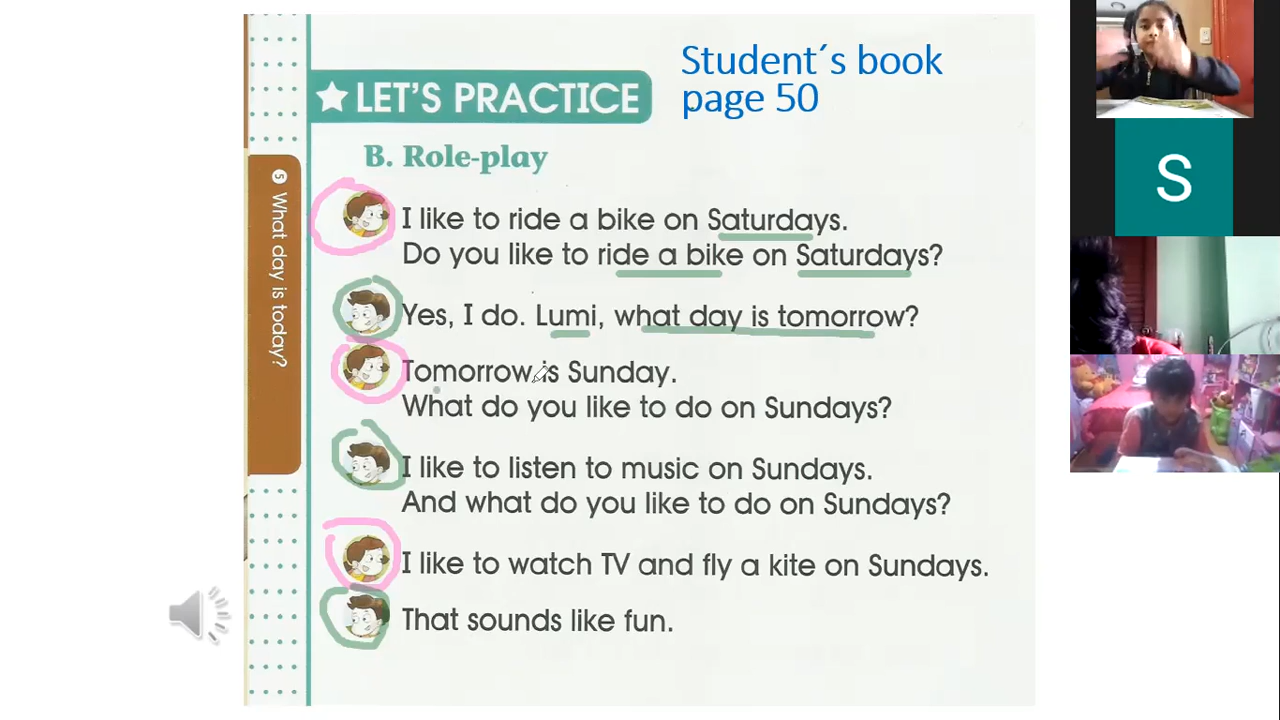 Student´s book
page 50
LET'S PRACTICE
B. Role-play
5 What day is today?
I like to ride a bike on Saturdays.
Do you like to ride a bike on Saturdays?
Yes, I do. Lumi, what day is tomorrow?
Tomorrow is Sunday.
What do you like to do on Sundays?
I like to listen to music on Sundays.
And what do you like to do on Sundays?
I like to watch TV and fly a kite on Sundays.
That sounds like fun.
S